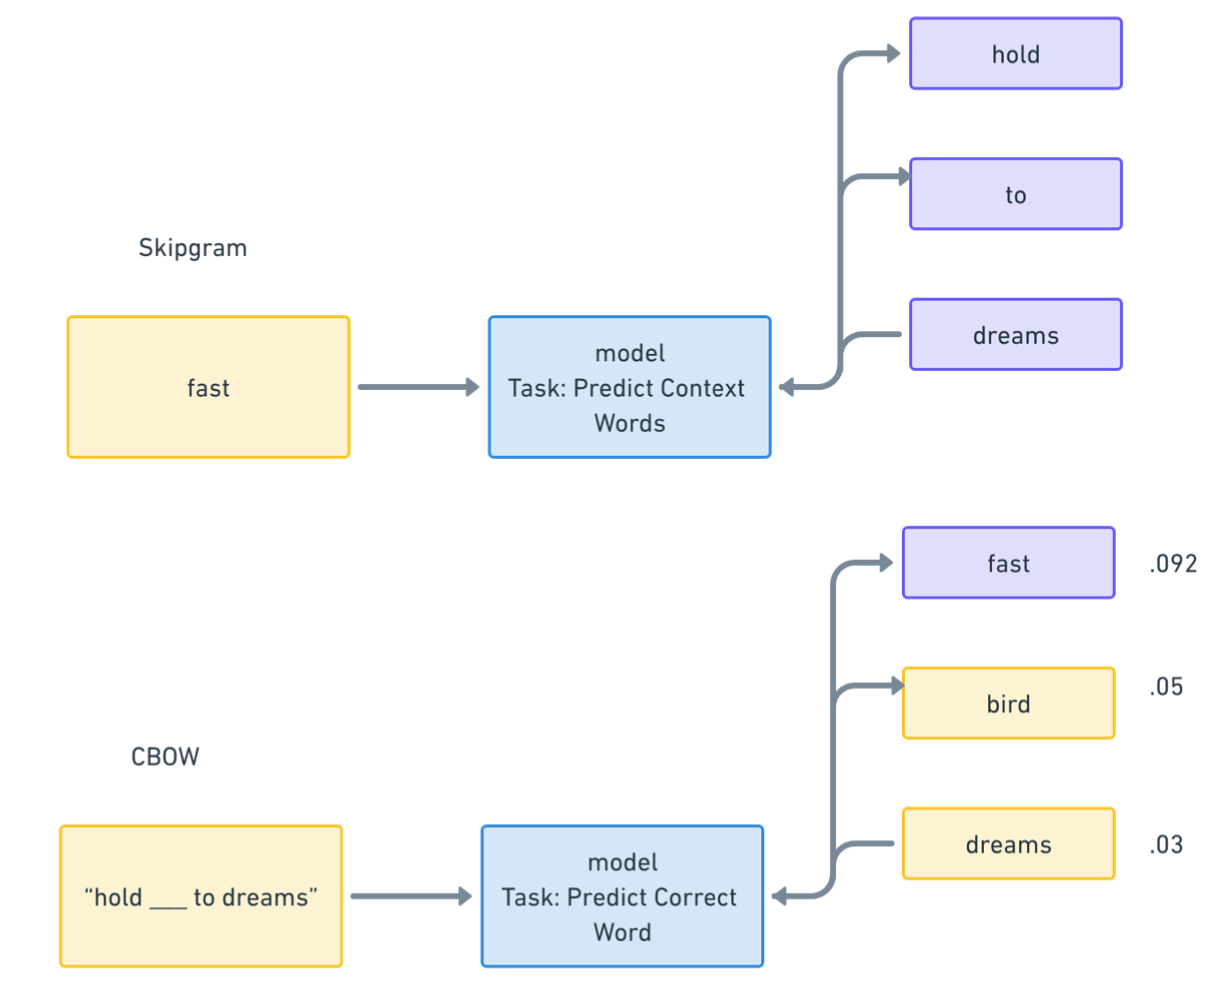 hold
to
Skipgram
dreams
fast
model
Task: Predict Context
Words
fast
.092
bird
.05
CBOW
dreams
.03
“hold ___ to dreams”
model
Task: Predict Correct
Word